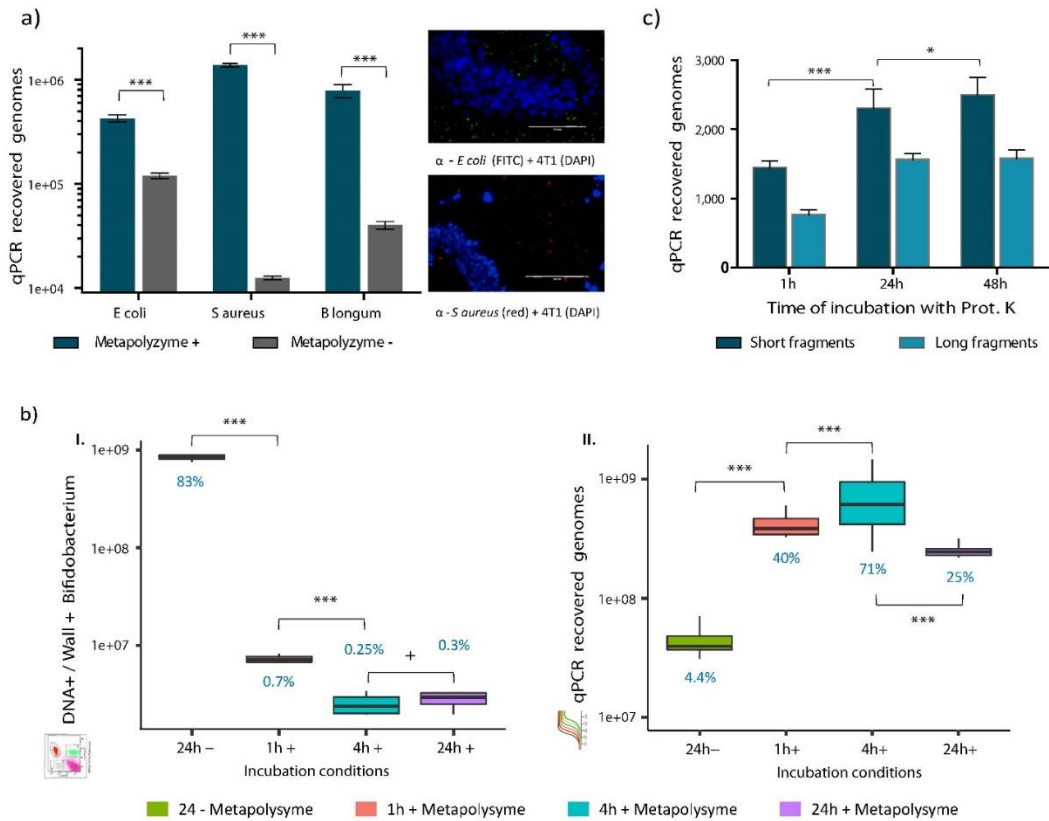 a)
***
***
***
1e+06
1e+05
1e+04
qPCR recovered genomes
E coli
S aureus
B longum
Metapolyzyme +
Metapolyzyme -
α - E coli (FITC) + 4T1 (DAPI)
α - S aureus (red) + 4T1 (DAPI)
c)
***
*
3,000
2,500
1,500
1,000
0
qPCR recovered genomes
1h
24h
48h
Time of incubation with Prot. K
Short fragments
Long fragments
b)
I.
***
1e+09
83%
1e+08
***
1e+07
0.7%
0.25%
+
0.3%
DNA+ / Wall + Bifidobacterium
24h –
1h +
4h +
24h +
Incubation conditions
II.
***
***
1e+09
40%
71%
25%
1e+08
***
4.4%
1e+07
qPCR recovered genomes
24h–
1h+
4h+
24h+
Incubation conditions
24 - Metapolysyme
1h + Metapolysyme
4h + Metapolysyme
24h + Metapolysyme